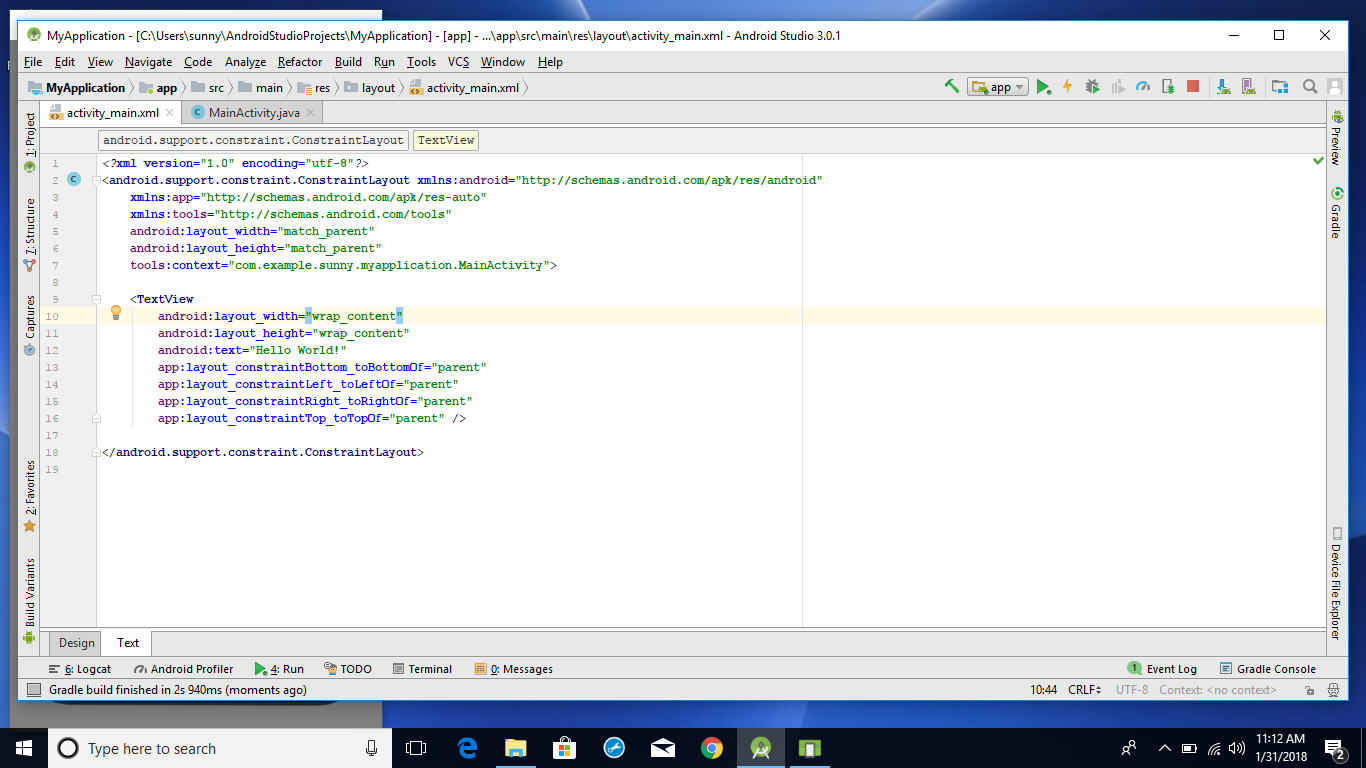 MyApplication - [C:\Users\sunny\AndroidStudioProjects\MyApplication] - [app] - ...\app\src\main\res\layout\activity_main.xml - Android Studio 3.0.1
File Edit View Navigate Code Analyze Refactor Build Run Tools VCS Window Help
MyApplication app src main res layout activity_main.xml app
activity_main.xml MainActivity.java
android.support.constraint.ConstraintLayout TextView
1 <?xml version="1.0" encoding="utf-8"?>
2 C <android.support.constraint.ConstraintLayout xmlns:android="http://schemas.android.com/apk/res/android"
3 xmlns:app="http://schemas.android.com/apk/res-auto"
4 xmlns:tools="http://schemas.android.com/tools"
5 android:layout_width="match_parent"
6 android:layout_height="match_parent"
7 tools:context="com.example.sunny.myapplication.MainActivity">
8
9 <TextView
10 android:layout_width="wrap_content"
11 android:layout_height="wrap_content"
12 android:text="Hello World!"
13 app:layout_constraintBottom_toBottomOf="parent"
14 app:layout_constraintLeft_toLeftOf="parent"
15 app:layout_constraintRight_toRightOf="parent"
16 app:layout_constraintTop_toTopOf="parent" />
17
18 </android.support.constraint.ConstraintLayout>
19
1: Project
7: Structure
Captures
2: Favorites
Build Variants
Preview
Gradle
Device File Explorer
Design Text
6: Logcat Android Profiler 4: Run TODO Terminal 0: Messages 1 Event Log Gradle Console
Gradle build finished in 2s 940ms (moments ago) 10:44 CRLF UTF-8 Context: <no context>
Type here to search
11:12 AM
1/31/2018
2